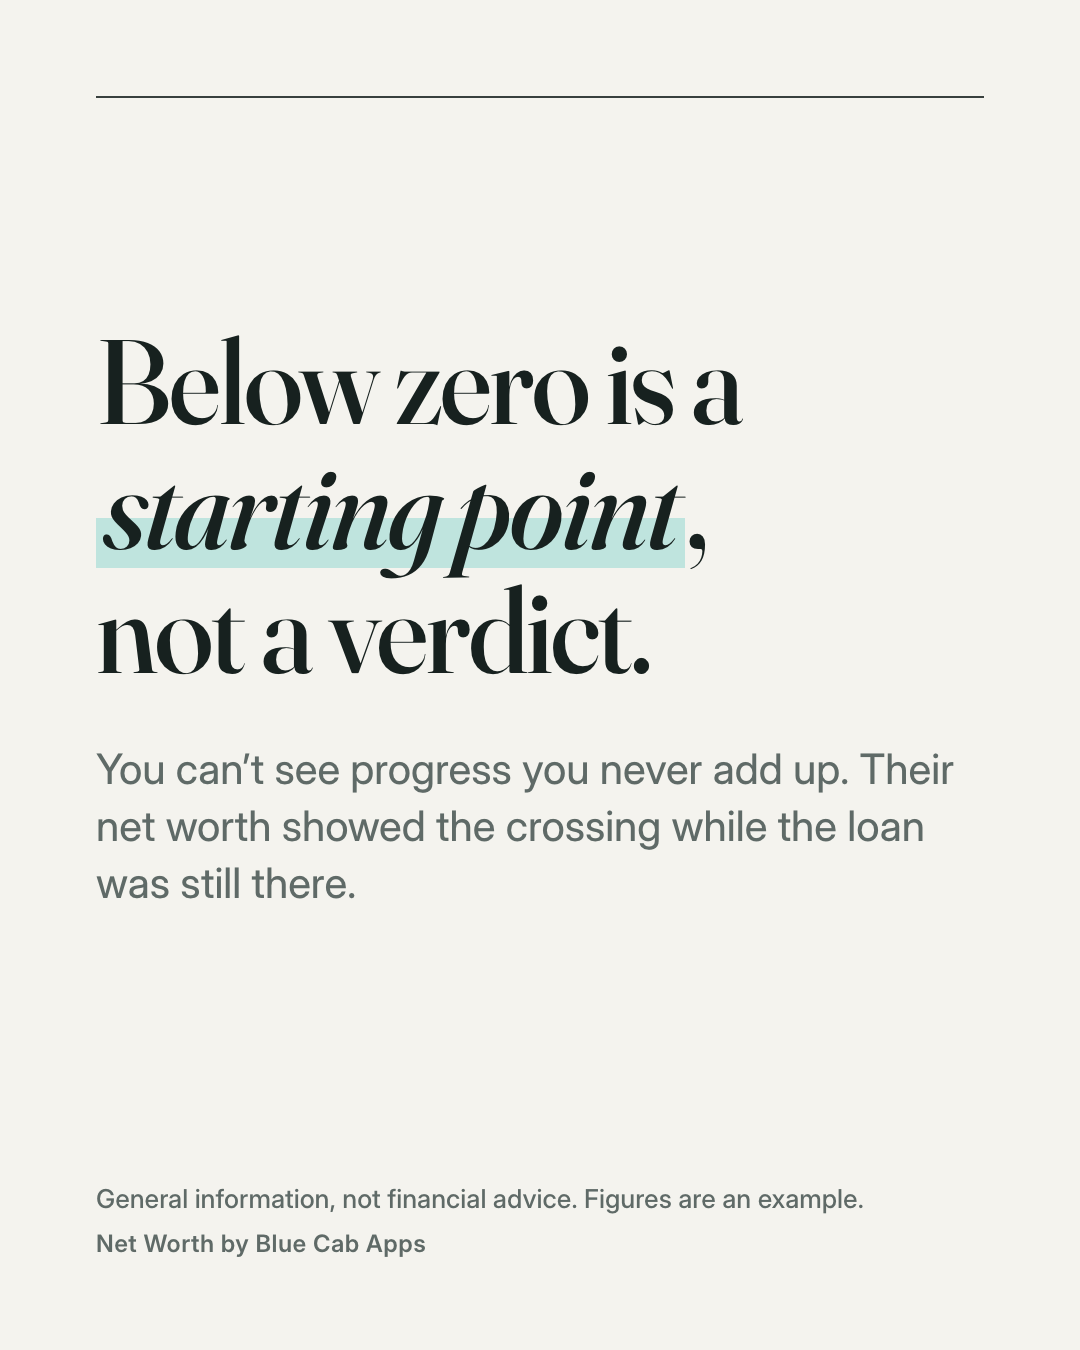 Below zero is a
starting point,
not a verdict.
You can’t see progress you never add up. Their
net worth showed the crossing while the loan
was still there.
General information, not financial advice. Figures are an example.
Net Worth by Blue Cab Apps